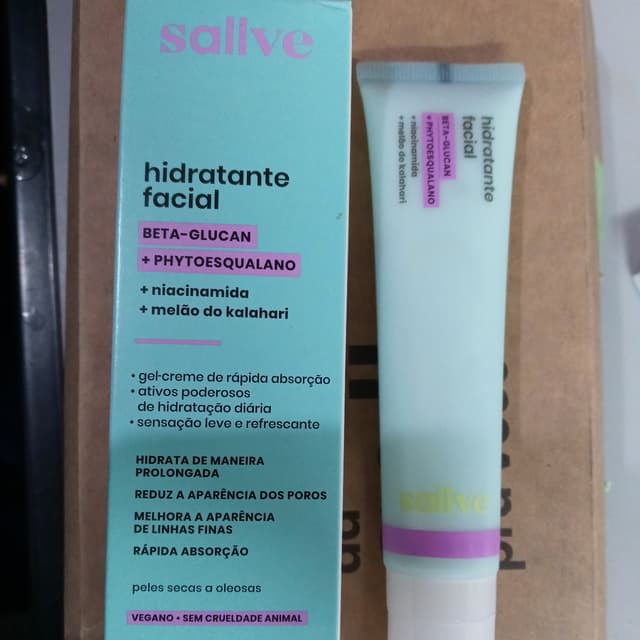 sallve
hidratante
facial
BETA-GLUCAN
+ PHYTOESQUALANO
+ niacinamida
+ melão do kalahari
• gel-creme de rápida absorção
• ativos poderosos
de hidratação diária
• sensação leve e refrescante
HIDRATA DE MANEIRA
PROLONGADA
REDUZ A APARÊNCIA DOS POROS
MELHORA A APARÊNCIA
DE LINHAS FINAS
RÁPIDA ABSORÇÃO
peles secas a oleosas
VEGANO • SEM CRUELDADE ANIMAL
hidratante
facial
BETA-GLUCAN
+ PHYTOESQUALANO
+ niacinamida
+ melão do kalahari
sallve